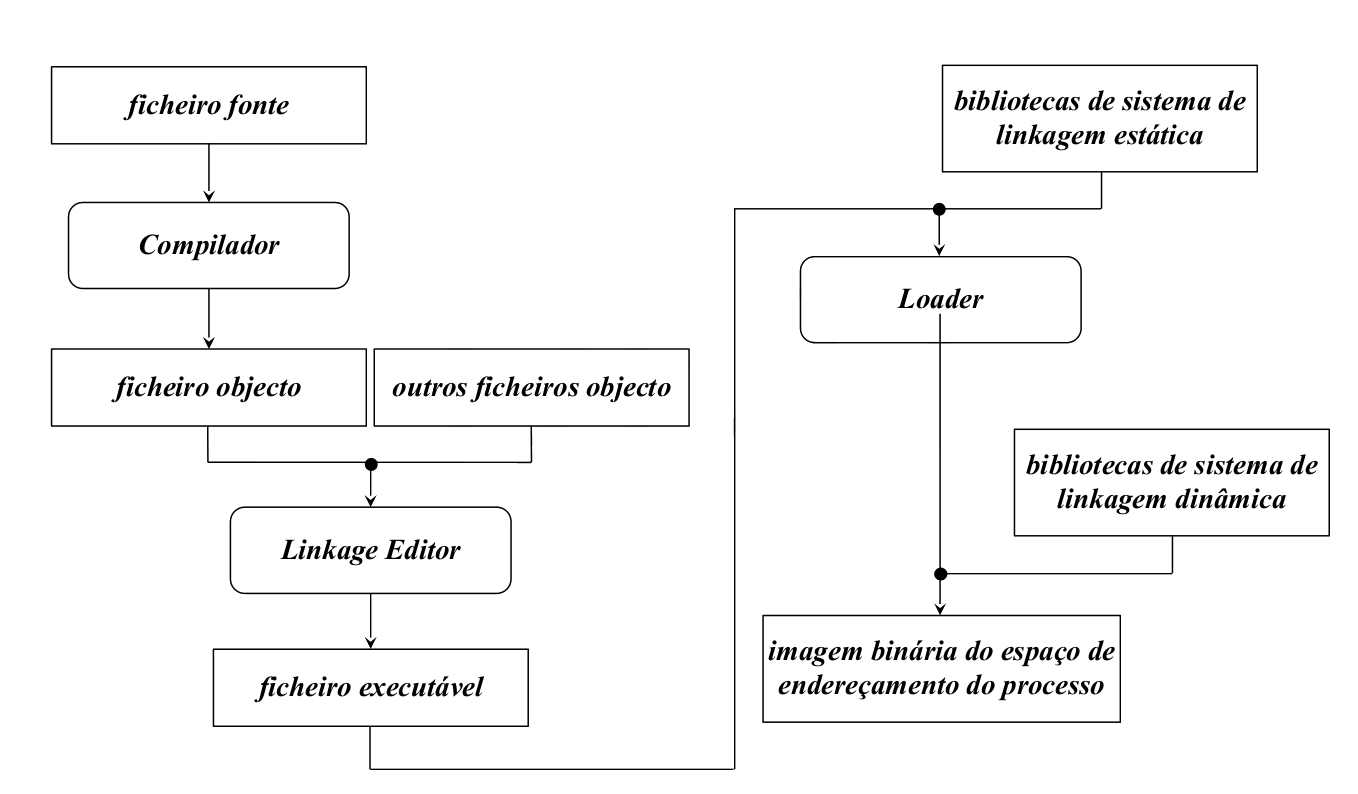 ficheiro fonte
Compilador
ficheiro objecto
outros ficheiros objecto
Linkage Editor
ficheiro executável
bibliotecas de sistema de
linkagem estática
Loader
bibliotecas de sistema de
linkagem dinâmica
imagem binária do espaço de
endereçamento do processo